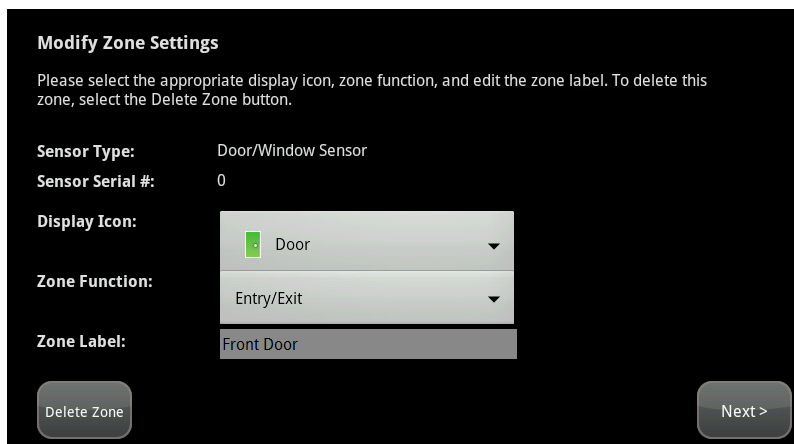 Modify Zone Settings
Please select the appropriate display icon, zone function, and edit the zone label. To delete this
zone, select the Delete Zone button.
Sensor Type: Door/Window Sensor
Sensor Serial #: 0
Display Icon: Door
Zone Function: Entry/Exit
Zone Label: Front Door
Delete Zone Next >